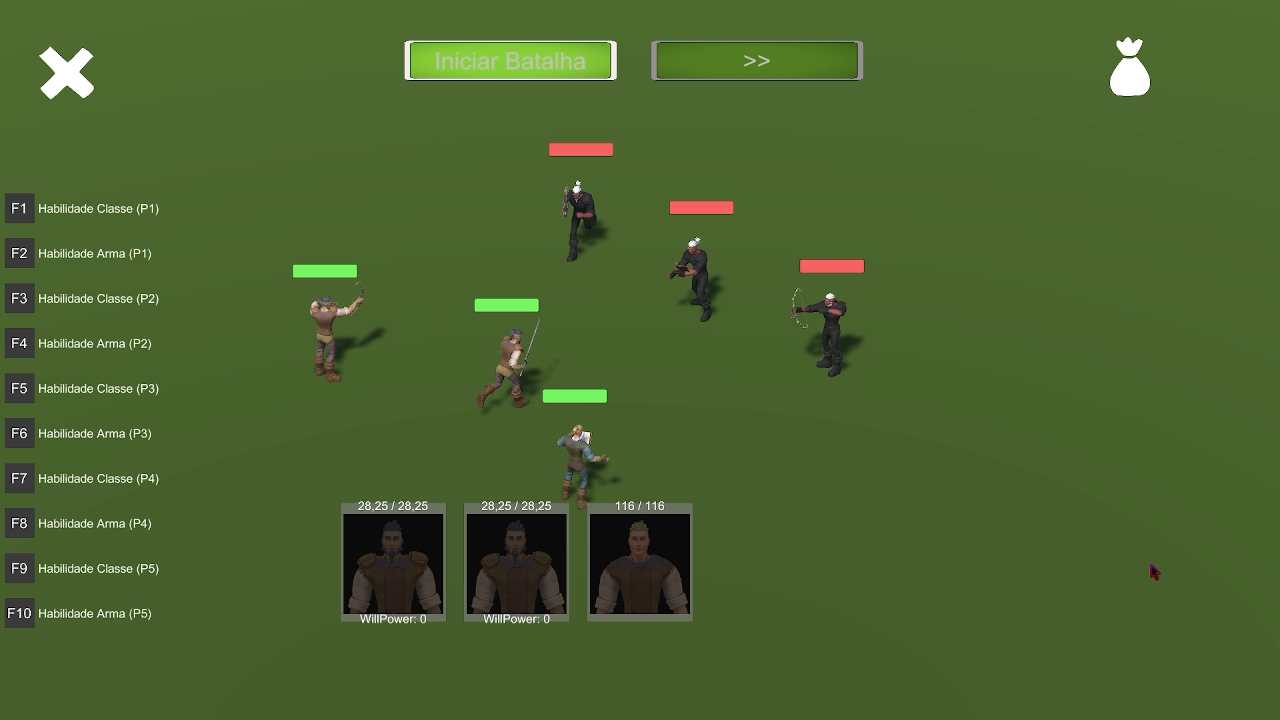 Iniciar Batalha
>>
F1 Habilidade Classe (P1)
F2 Habilidade Arma (P1)
F3 Habilidade Classe (P2)
F4 Habilidade Arma (P2)
F5 Habilidade Classe (P3)
F6 Habilidade Arma (P3)
F7 Habilidade Classe (P4)
F8 Habilidade Arma (P4)
F9 Habilidade Classe (P5)
F10 Habilidade Arma (P5)
28,25 / 28,25
28,25 / 28,25
116 / 116
WillPower: 0
WillPower: 0